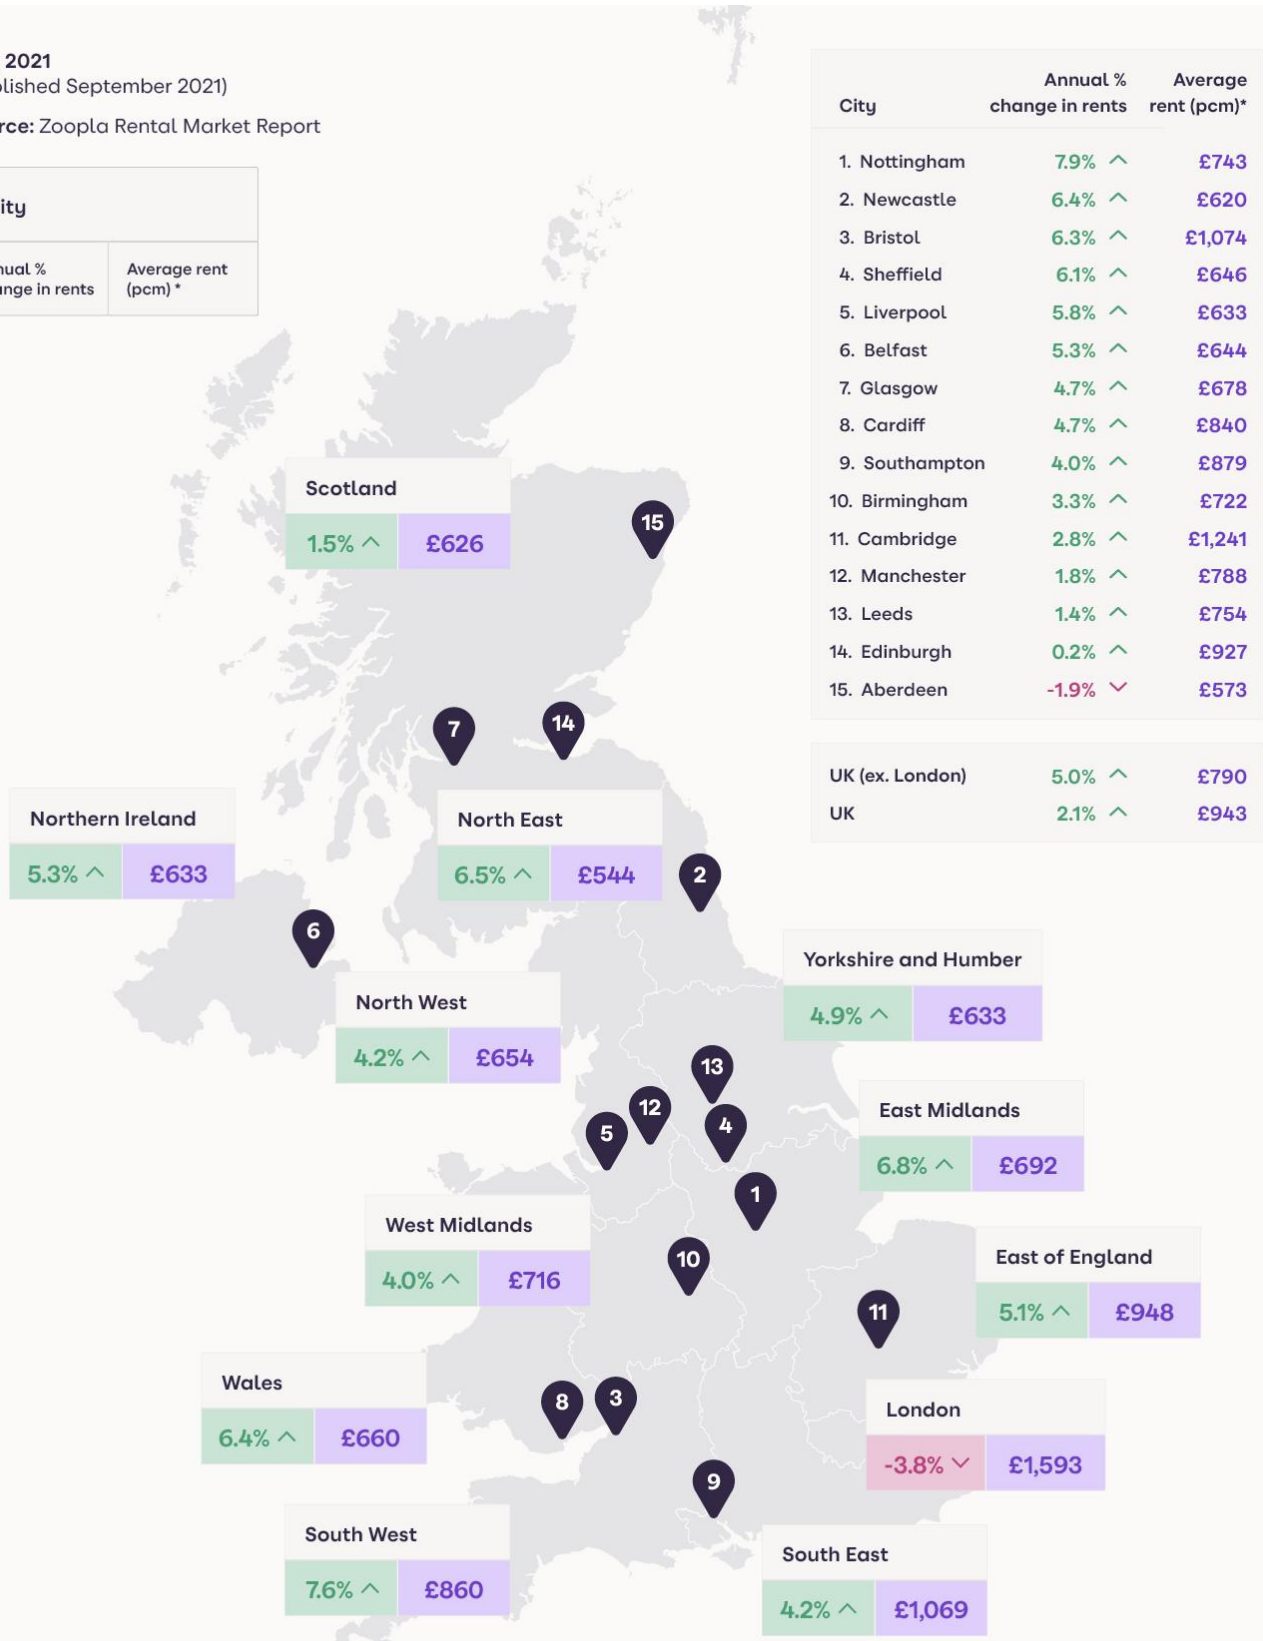 2021
lished September 2021)
rce: Zoopla Rental Market Report
ity
nual %
nge in rents
Average rent
(pcm) *
City
Annual %
change in rents
Average
rent (pcm)*
1. Nottingham 7.9% £743
2. Newcastle 6.4% £620
3. Bristol 6.3% £1,074
4. Sheffield 6.1% £646
5. Liverpool 5.8% £633
6. Belfast 5.3% £644
7. Glasgow 4.7% £678
8. Cardiff 4.7% £840
9. Southampton 4.0% £879
10. Birmingham 3.3% £722
11. Cambridge 2.8% £1,241
12. Manchester 1.8% £788
13. Leeds 1.4% £754
14. Edinburgh 0.2% £927
15. Aberdeen -1.9% £573
UK (ex. London) 5.0% £790
UK 2.1% £943
Scotland
1.5% £626
15
7
14
Northern Ireland
5.3% £633
North East
6.5% £544
2
6
North West
4.2% £654
Yorkshire and Humber
4.9% £633
13
12
5
4
East Midlands
6.8% £692
1
West Midlands
4.0% £716
10
East of England
5.1% £948
11
Wales
6.4% £660
8
3
London
-3.8% £1,593
9
South West
7.6% £860
South East
4.2% £1,069